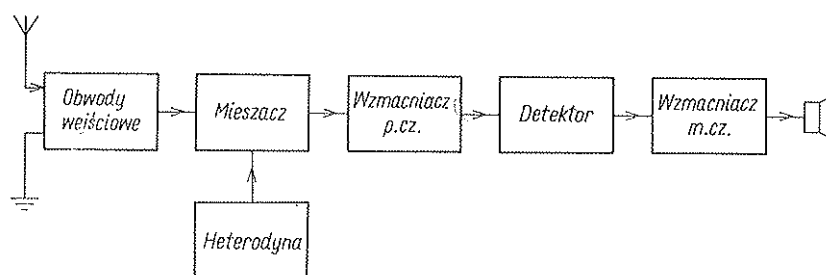 Obwody
wejściowe
Mieszacz
Wzmacniacz
p.cz.
Detektor
Wzmacniacz
m.cz.
Heterodyna